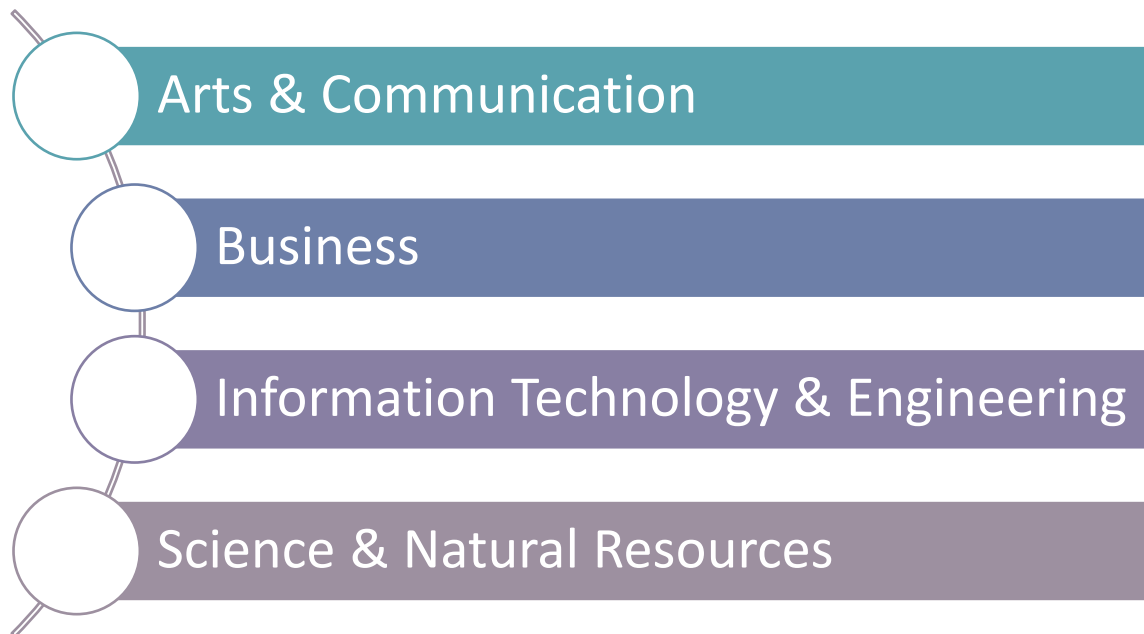 Arts & Communication
Business
Information Technology & Engineering
Science & Natural Resources